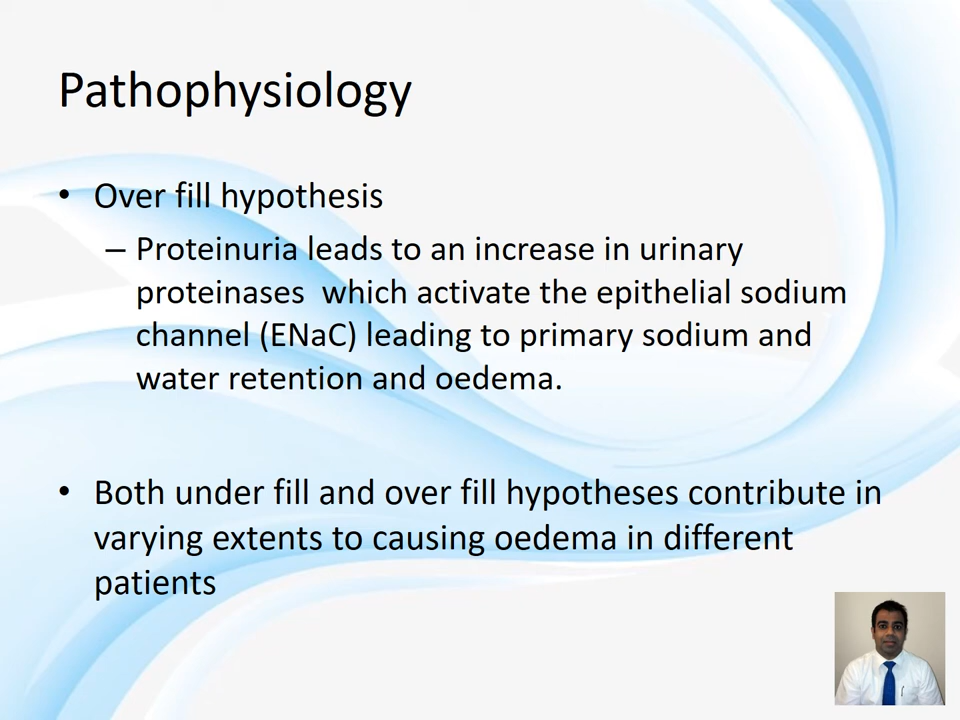 Pathophysiology
• Over fill hypothesis
– Proteinuria leads to an increase in urinary
proteinases  which activate the epithelial sodium
channel (ENaC) leading to primary sodium and
water retention and oedema.
• Both under fill and over fill hypotheses contribute in
varying extents to causing oedema in different
patients